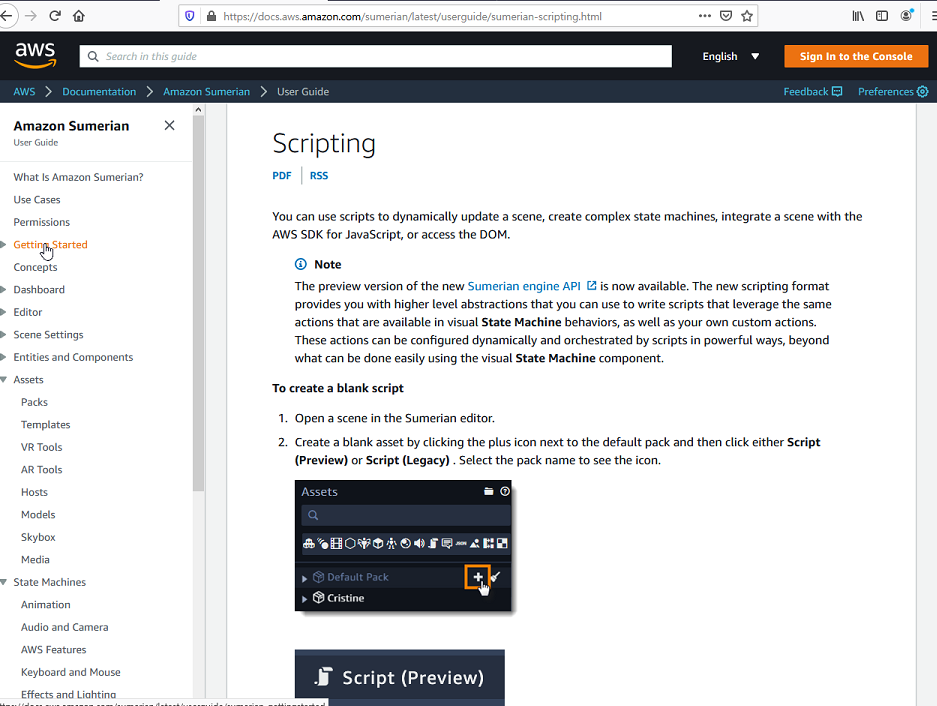 https://docs.aws.amazon.com/sumerian/latest/userguide/sumerian-scripting.html
aws
Search in this guide
English
Sign In to the Console
AWS
Documentation
Amazon Sumerian
User Guide
Feedback
Preferences
Amazon Sumerian
User Guide
What Is Amazon Sumerian?
Use Cases
Permissions
Getting Started
Concepts
Dashboard
Editor
Scene Settings
Entities and Components
Assets
Packs
Templates
VR Tools
AR Tools
Hosts
Models
Skybox
Media
State Machines
Animation
Audio and Camera
AWS Features
Keyboard and Mouse
Effects and Lighting
Scripting
PDF
RSS
You can use scripts to dynamically update a scene, create complex state machines, integrate a scene with the
AWS SDK for JavaScript, or access the DOM.
Note
The preview version of the new Sumerian engine API is now available. The new scripting format
provides you with higher level abstractions that you can use to write scripts that leverage the same
actions that are available in visual State Machine behaviors, as well as your own custom actions.
These actions can be configured dynamically and orchestrated by scripts in powerful ways, beyond
what can be done easily using the visual State Machine component.
To create a blank script
1. Open a scene in the Sumerian editor.
2. Create a blank asset by clicking the plus icon next to the default pack and then click either Script
(Preview) or Script (Legacy) . Select the pack name to see the icon.
Assets
Default Pack
Cristine
Script (Preview)